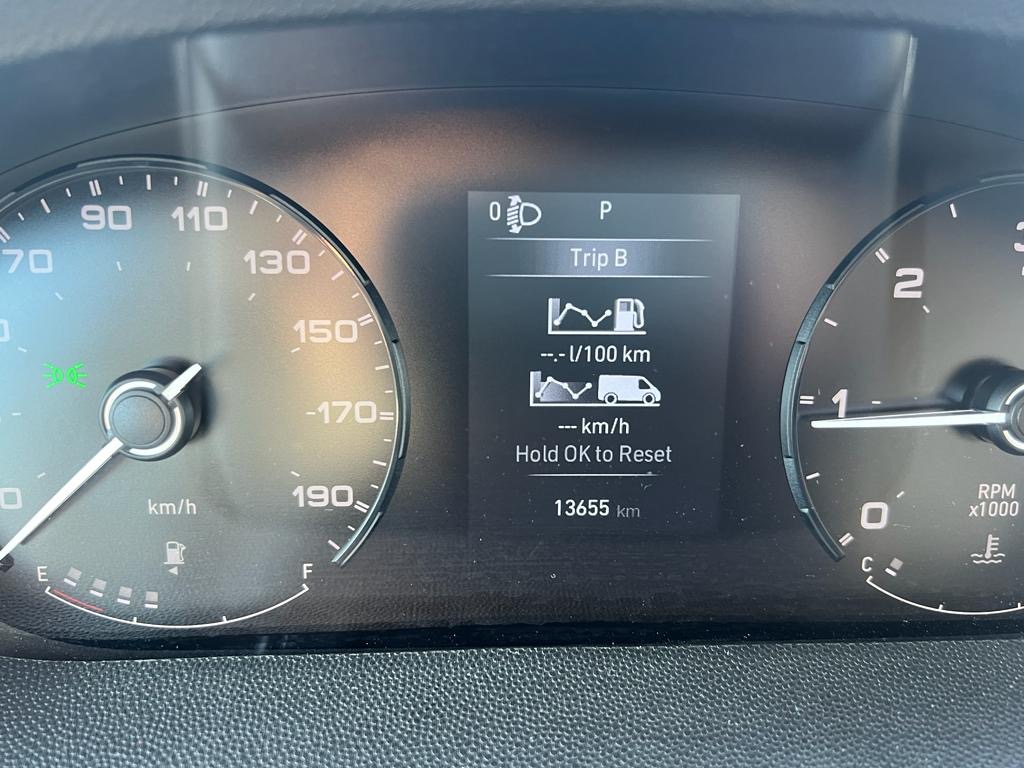 0 P
Trip B
--.- l/100 km
--- km/h
Hold OK to Reset
13655 km
70
90
110
130
150
170
190
km/h
E
F
0
1
2
RPM
x1000
C